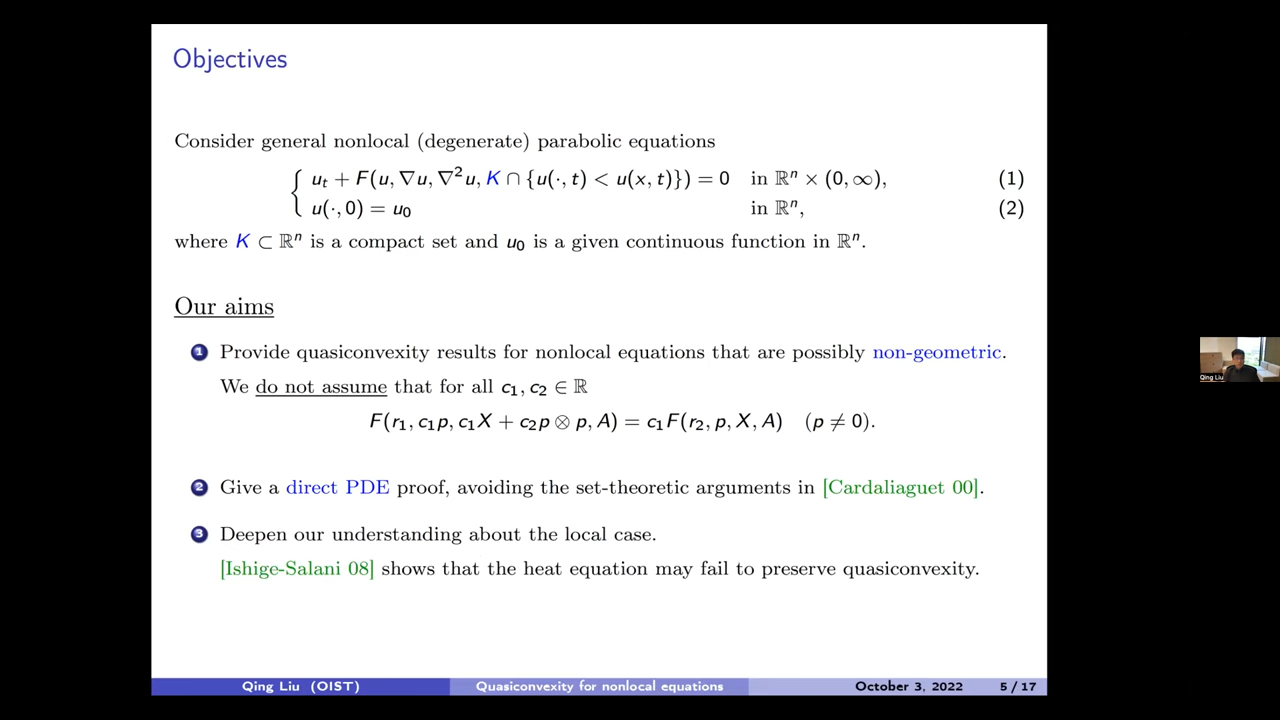 Objectives
Consider general nonlocal (degenerate) parabolic equations
{ uₜ + F(u, ∇u, ∇²u, K ∩ {u(·, t) < u(x, t)}) = 0 in ℝⁿ × (0, ∞), (1)
u(·, 0) = u₀ in ℝⁿ, (2)
where K ⊂ ℝⁿ is a compact set and u₀ is a given continuous function in ℝⁿ.
Our aims
1 Provide quasiconvexity results for nonlocal equations that are possibly non-geometric.
We do not assume that for all c₁, c₂ ∈ ℝ
F(r₁, c₁p, c₁X + c₂p ⊗ p, A) = c₁F(r₂, p, X, A) (p ≠ 0).
2 Give a direct PDE proof, avoiding the set-theoretic arguments in [Cardaliaguet 00].
3 Deepen our understanding about the local case.
[Ishige-Salani 08] shows that the heat equation may fail to preserve quasiconvexity.
Qing Liu (OIST) Quasiconvexity for nonlocal equations October 3, 2022 5 / 17
Qing Liu